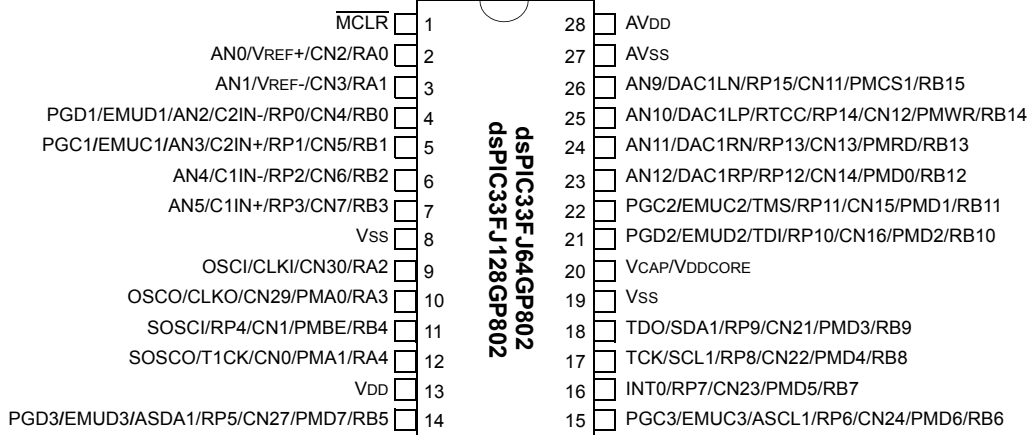 MCLR 1
AN0/VREF+/CN2/RA0 2
AN1/VREF-/CN3/RA1 3
PGD1/EMUD1/AN2/C2IN-/RP0/CN4/RB0 4
PGC1/EMUC1/AN3/C2IN+/RP1/CN5/RB1 5
AN4/C1IN-/RP2/CN6/RB2 6
AN5/C1IN+/RP3/CN7/RB3 7
VSS 8
OSCI/CLKI/CN30/RA2 9
OSCO/CLKO/CN29/PMA0/RA3 10
SOSCI/RP4/CN1/PMBE/RB4 11
SOSCO/T1CK/CN0/PMA1/RA4 12
VDD 13
PGD3/EMUD3/ASDA1/RP5/CN27/PMD7/RB5 14
dsPIC33FJ64GP802
dsPIC33FJ128GP802
28 AVDD
27 AVSS
26 AN9/DAC1LN/RP15/CN11/PMCS1/RB15
25 AN10/DAC1LP/RTCC/RP14/CN12/PMWR/RB14
24 AN11/DAC1RN/RP13/CN13/PMRD/RB13
23 AN12/DAC1RP/RP12/CN14/PMD0/RB12
22 PGC2/EMUC2/TMS/RP11/CN15/PMD1/RB11
21 PGD2/EMUD2/TDI/RP10/CN16/PMD2/RB10
20 VCAP/VDDCORE
19 VSS
18 TDO/SDA1/RP9/CN21/PMD3/RB9
17 TCK/SCL1/RP8/CN22/PMD4/RB8
16 INT0/RP7/CN23/PMD5/RB7
15 PGC3/EMUC3/ASCL1/RP6/CN24/PMD6/RB6